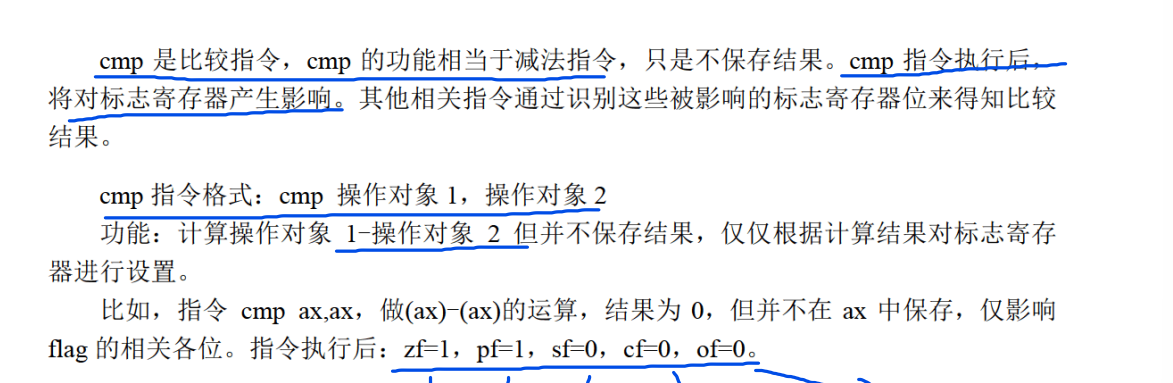 cmp 是比较指令，cmp 的功能相当于减法指令，只是不保存结果。cmp 指令执行后，
将对标志寄存器产生影响。其他相关指令通过识别这些被影响的标志寄存器位来得知比较
结果。
cmp 指令格式：cmp 操作对象 1，操作对象 2
功能：计算操作对象 1-操作对象 2 但并不保存结果，仅仅根据计算结果对标志寄存
器进行设置。
比如，指令 cmp ax,ax，做(ax)-(ax)的运算，结果为 0，但并不在 ax 中保存，仅影响
flag 的相关各位。指令执行后：zf=1，pf=1，sf=0，cf=0，of=0。